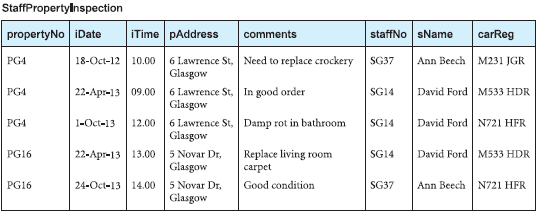 StaffPropertyInspection
propertyNo iDate iTime pAddress comments staffNo sName carReg
PG4 18-Oct-12 10.00 6 Lawrence St, Glasgow Need to replace crockery SG37 Ann Beech M231 JGR
PG4 22-Apr-13 09.00 6 Lawrence St, Glasgow In good order SG14 David Ford M533 HDR
PG4 1-Oct-13 12.00 6 Lawrence St, Glasgow Damp rot in bathroom SG14 David Ford N721 HFR
PG16 22-Apr-13 13.00 5 Novar Dr, Glasgow Replace living room carpet SG14 David Ford M533 HDR
PG16 24-Oct-13 14.00 5 Novar Dr, Glasgow Good condition SG37 Ann Beech N721 HFR